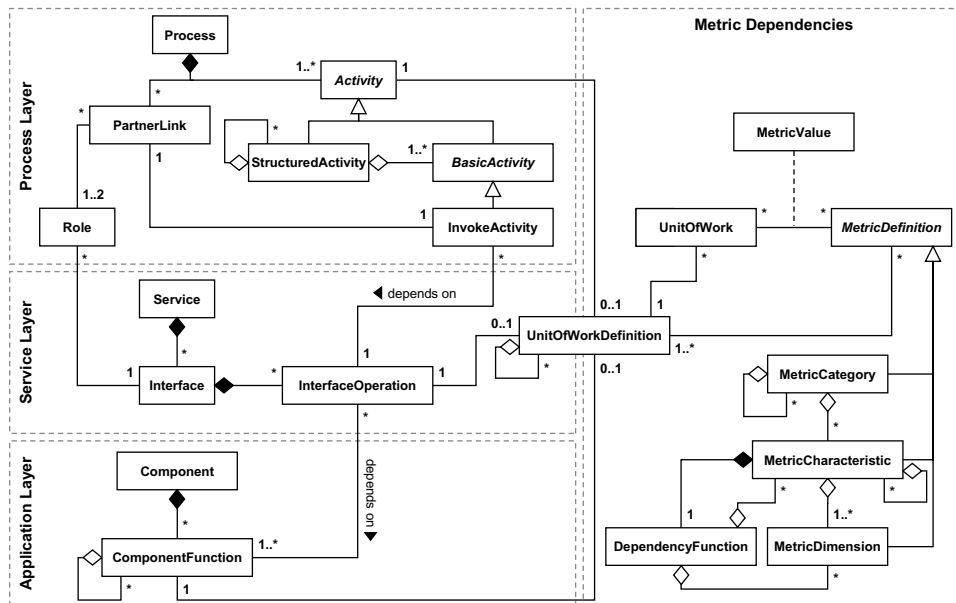 Process Layer
Process
1..*
Activity
1
*
*
PartnerLink
1
1..2
Role
*
*
StructuredActivity
1..*
BasicActivity
1
InvokeActivity
*
Service Layer
Service
*
1
Interface
*
depends on
1
InterfaceOperation
1
*
0..1
Application Layer
Component
*
ComponentFunction
1..*
*
1
depends on
Metric Dependencies
MetricValue
UnitOfWork
*
*
MetricDefinition
*
*
0..1
1
UnitOfWorkDefinition
1..*
*
0..1
MetricCategory
*
*
MetricCharacteristic
*
*
1
1..*
DependencyFunction
MetricDimension
*